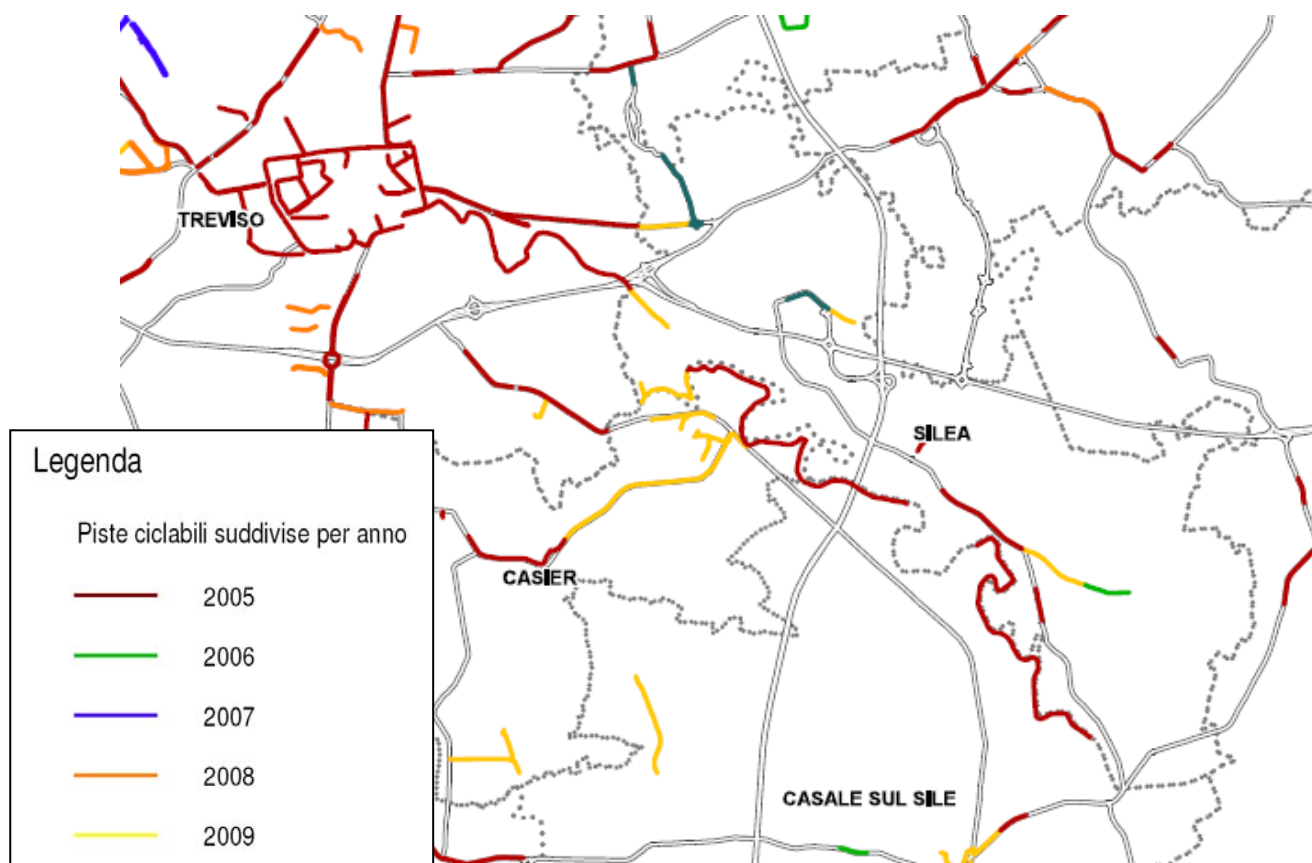 TREVISO
SILEA
Legenda
Piste ciclabili suddivise per anno
2005
2006
2007
2008
2009
CASIER
CASALE SUL SILE